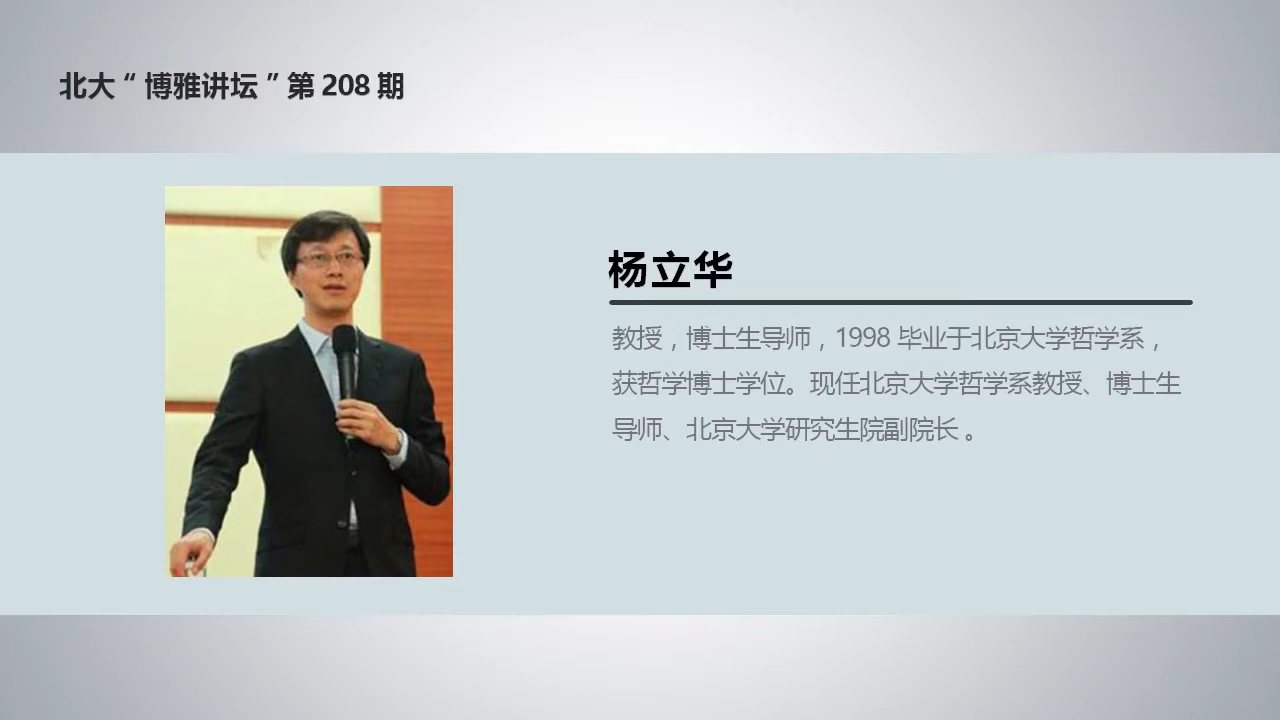 北大“博雅讲坛”第 208 期
杨立华
教授，博士生导师，1998 毕业于北京大学哲学系，
获哲学博士学位。现任北京大学哲学系教授、博士生
导师、北京大学研究生院副院长 。